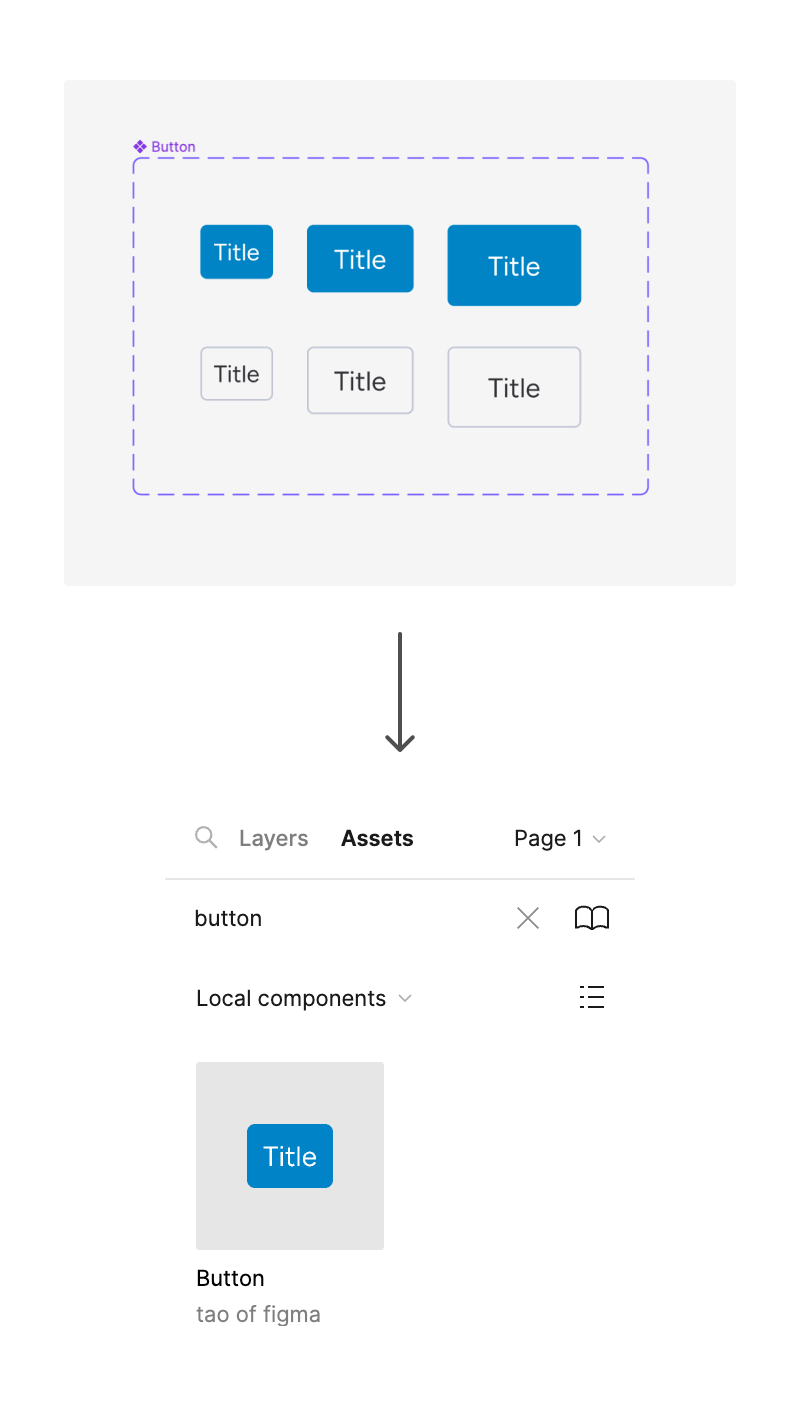 Button
Title Title Title
Title Title Title
Layers Assets Page 1
button
Local components
Title
Button
tao of figma